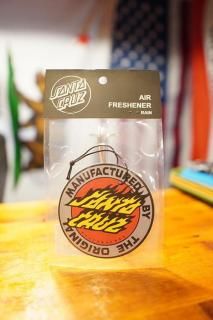 SANTA
CRUZ
AIR
FRESHENER
RAIN
MANUFACTURED BY
SANTA
CRUZ
THE ORIGINAL